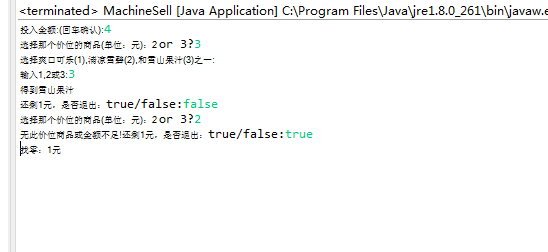 <terminated> MachineSell [Java Application] C:\Program Files\Java\jre1.8.0_261\bin\javaw.e
投入金额:(回车确认):4
选择那个价位的商品(单位：元)：2or 3?3
选择爽口可乐(1),清凉雪碧(2),和雪山果汁(3)之一:
输入1,2或3:3
得到雪山果汁
还剩1元，是否退出：true/false:false
选择那个价位的商品(单位：元)：2or 3?2
无此价位商品或金额不足!还剩1元，是否退出：true/false:true
找零：1元